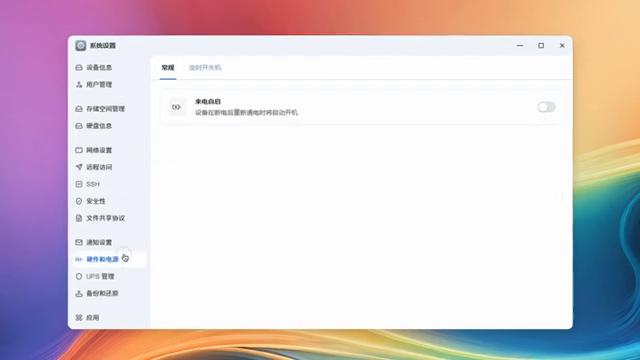 系统设置
设备信息
用户管理
存储空间管理
硬盘信息
网络设置
远程访问
SSH
安全性
文件共享协议
通知设置
硬件和电源
UPS 管理
备份和还原
应用
常规
定时开关机
来电自启
设备在断电后重新通电时将自动开机